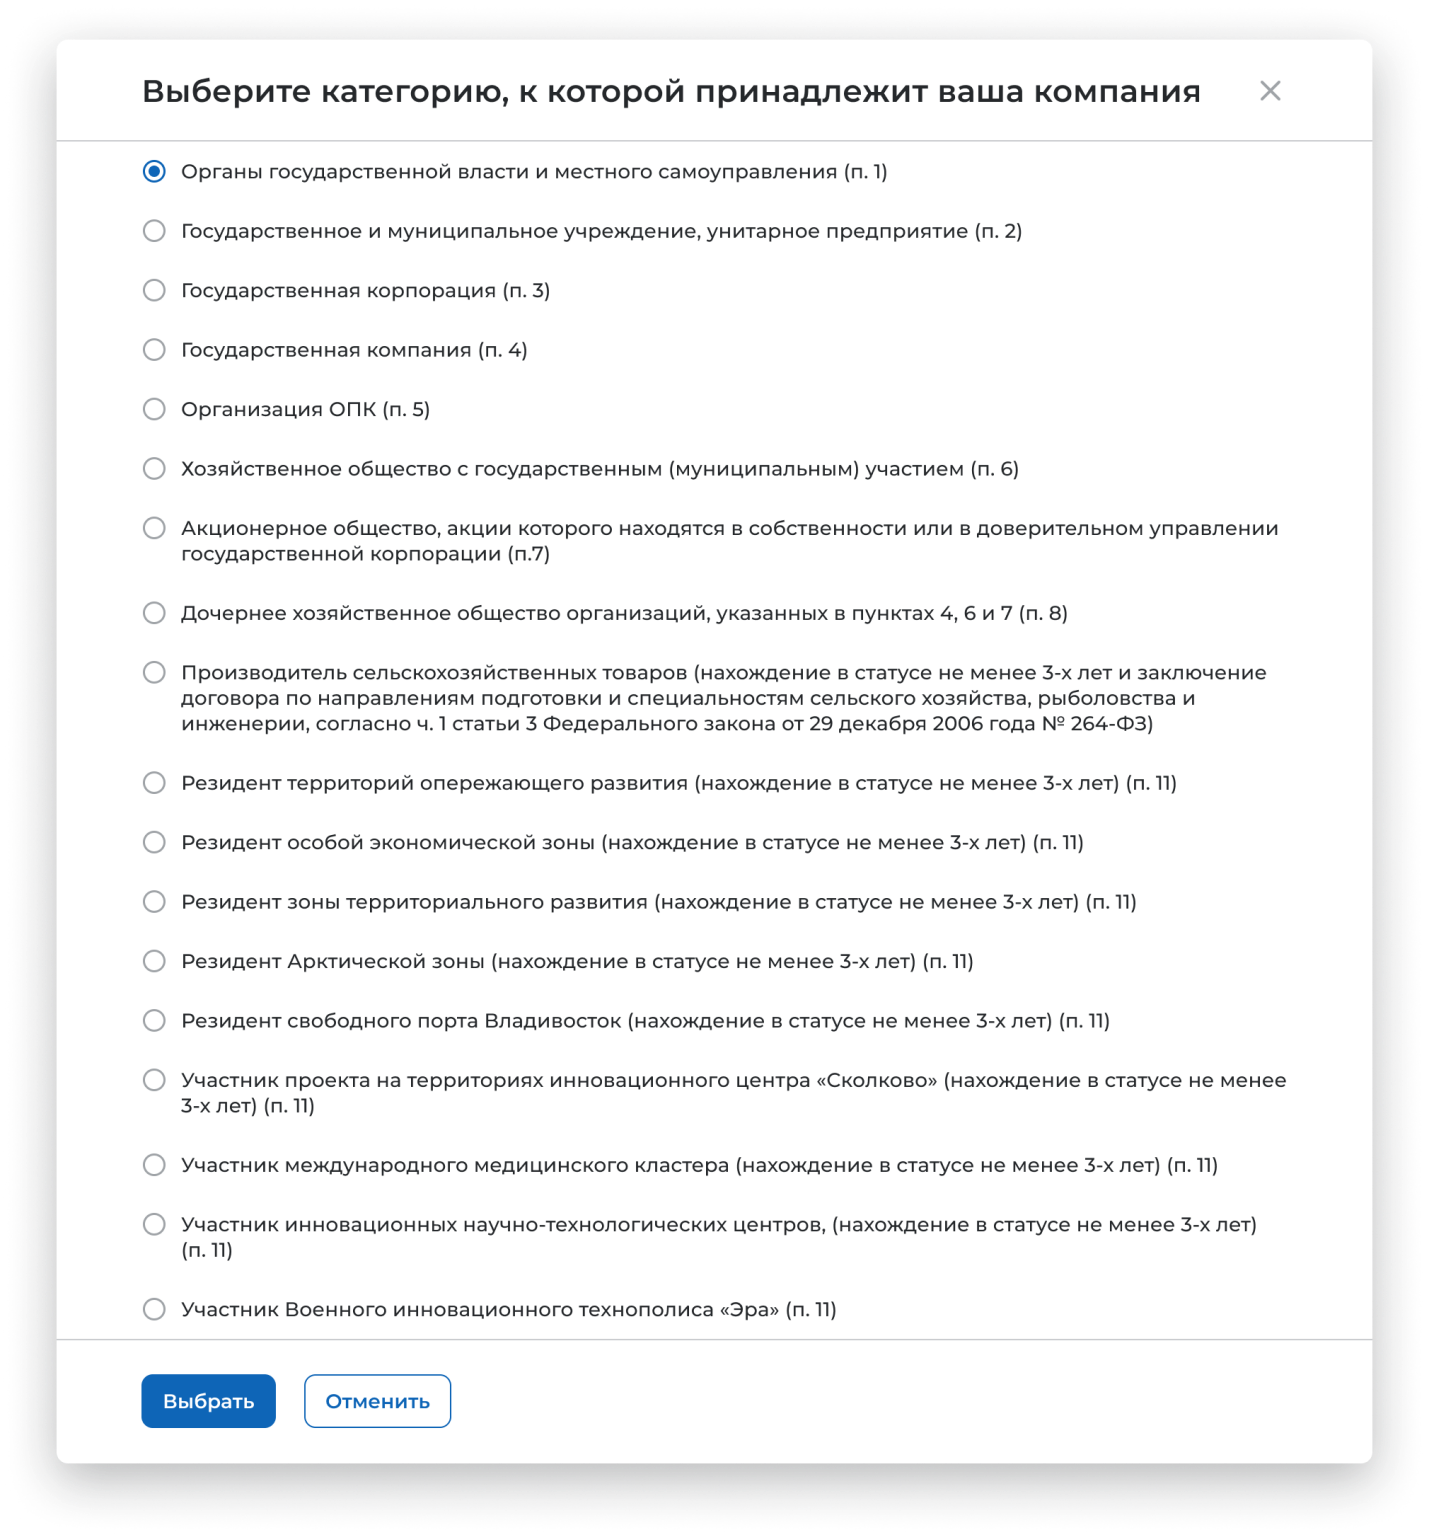 Выберите категорию, к которой принадлежит ваша компания
Органы государственной власти и местного самоуправления (п. 1)
Государственное и муниципальное учреждение, унитарное предприятие (п. 2)
Государственная корпорация (п. 3)
Государственная компания (п. 4)
Организация ОПК (п. 5)
Хозяйственное общество с государственным (муниципальным) участием (п. 6)
Акционерное общество, акции которого находятся в собственности или в доверительном управлении
государственной корпорации (п.7)
Дочернее хозяйственное общество организаций, указанных в пунктах 4, 6 и 7 (п. 8)
Производитель сельскохозяйственных товаров (нахождение в статусе не менее 3-х лет и заключение
договора по направлениям подготовки и специальностям сельского хозяйства, рыболовства и
инженерии, согласно ч. 1 статьи 3 Федерального закона от 29 декабря 2006 года № 264-ФЗ)
Резидент территорий опережающего развития (нахождение в статусе не менее 3-х лет) (п. 11)
Резидент особой экономической зоны (нахождение в статусе не менее 3-х лет) (п. 11)
Резидент зоны территориального развития (нахождение в статусе не менее 3-х лет) (п. 11)
Резидент Арктической зоны (нахождение в статусе не менее 3-х лет) (п. 11)
Резидент свободного порта Владивосток (нахождение в статусе не менее 3-х лет) (п. 11)
Участник проекта на территориях инновационного центра «Сколково» (нахождение в статусе не менее
3-х лет) (п. 11)
Участник международного медицинского кластера (нахождение в статусе не менее 3-х лет) (п. 11)
Участник инновационных научно-технологических центров, (нахождение в статусе не менее 3-х лет)
(п. 11)
Участник Военного инновационного технополиса «Эра» (п. 11)
Выбрать
Отменить